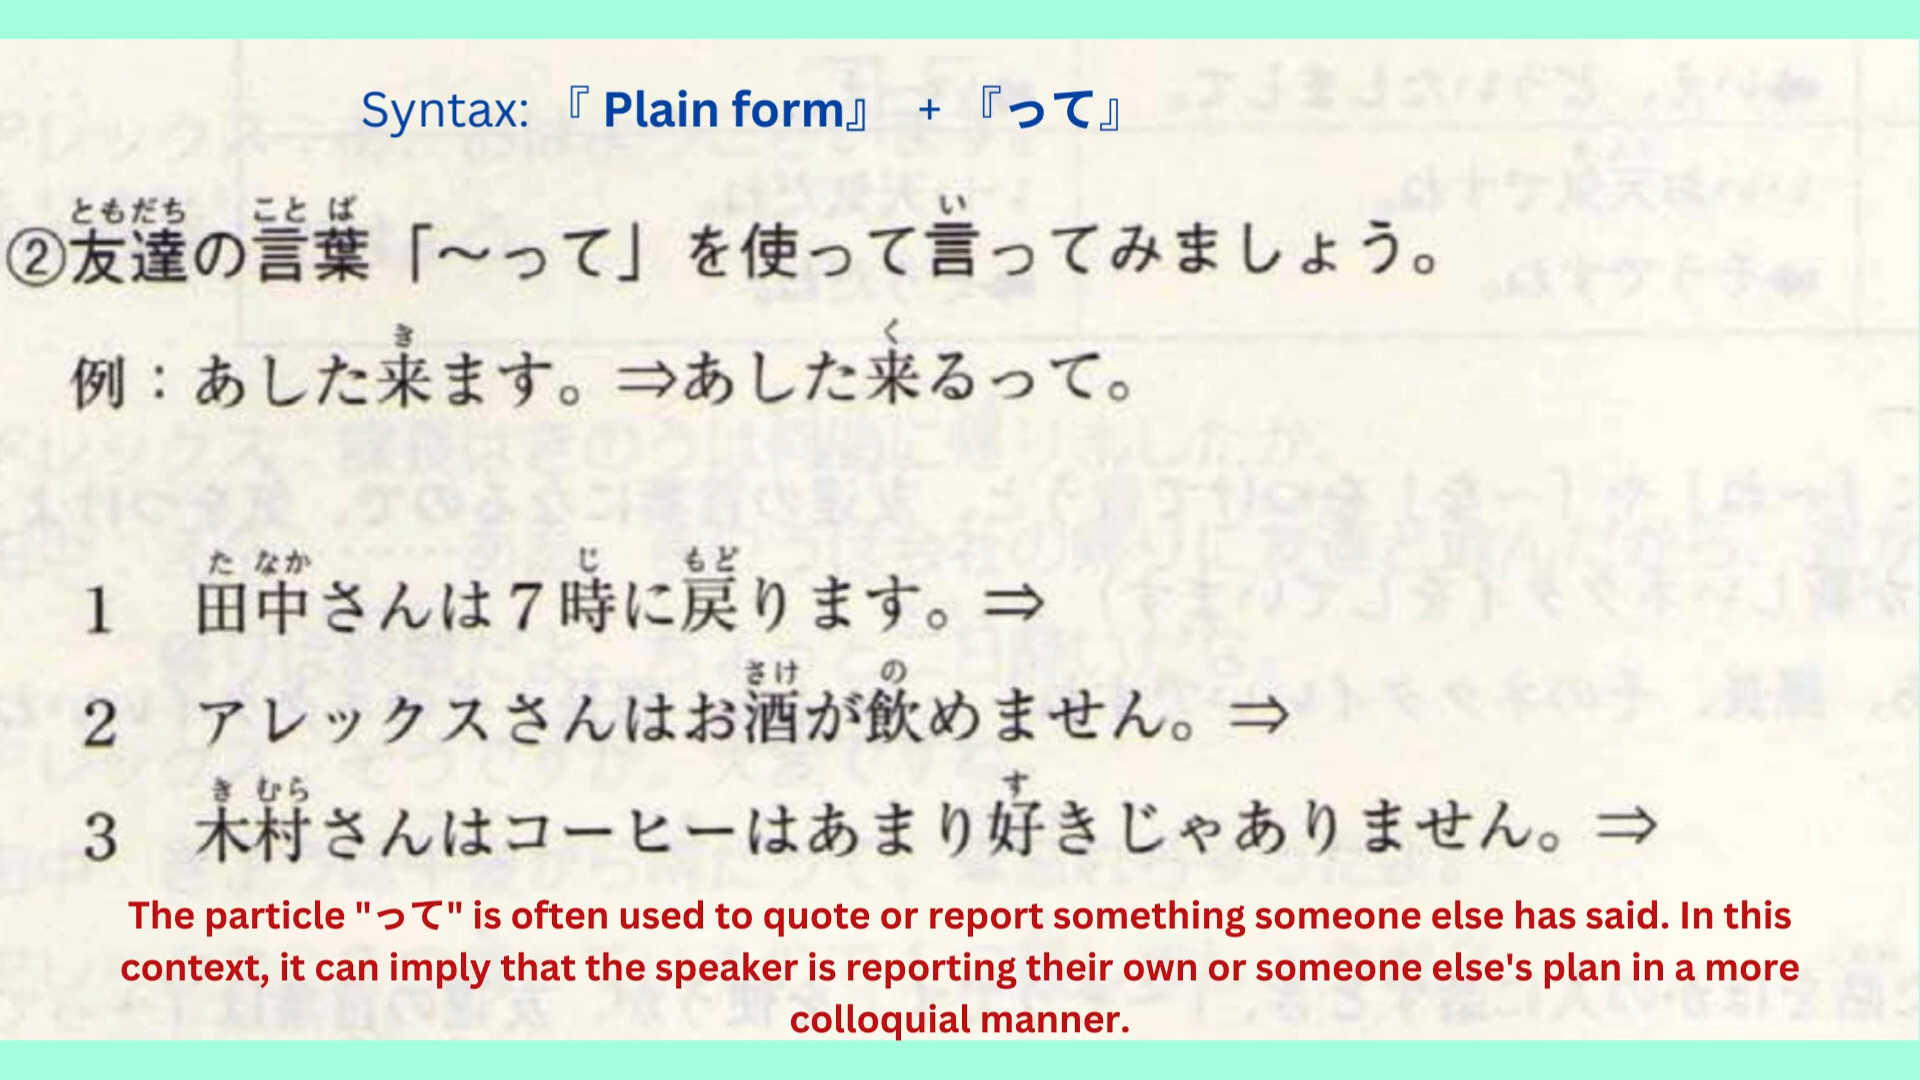 Syntax: 『 Plain form』 + 『って』
ともだち ことば い
②友達の言葉「～って」を使って言ってみましょう。
き く
例：あした来ます。⇒あした来るって。
た なか じ もど
1 田中さんは７時に戻ります。⇒
さけ の
2 アレックスさんはお酒が飲めません。⇒
き むら す
3 木村さんはコーヒーはあまり好きじゃありません。⇒
The particle "って" is often used to quote or report something someone else has said. In this
context, it can imply that the speaker is reporting their own or someone else's plan in a more
colloquial manner.